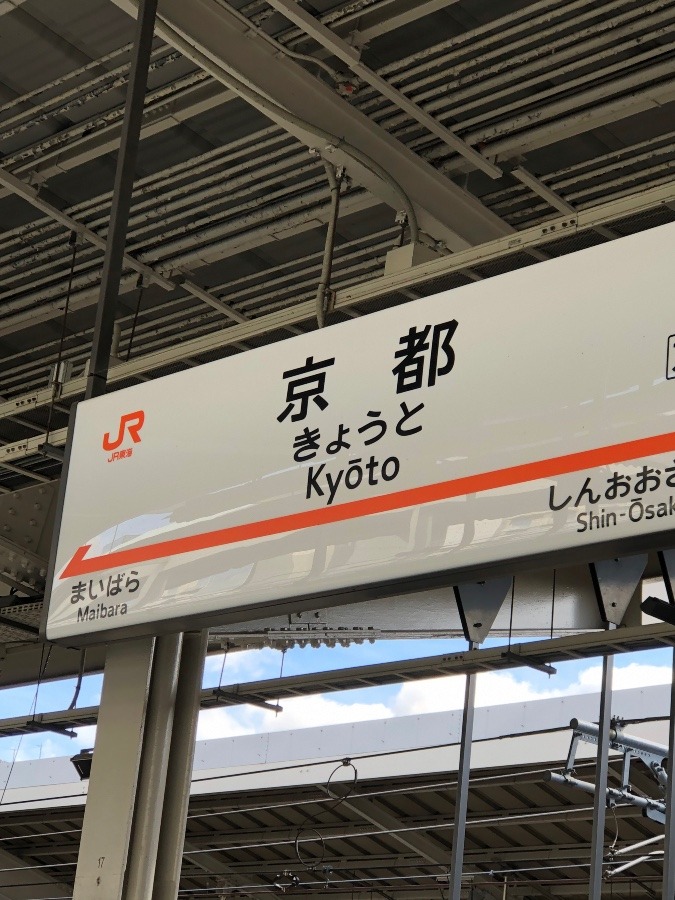 JR
JR東海
京都
きょうと
Kyōto
まいばら
Maibara
しんおおさ
Shin-Ōsak
17